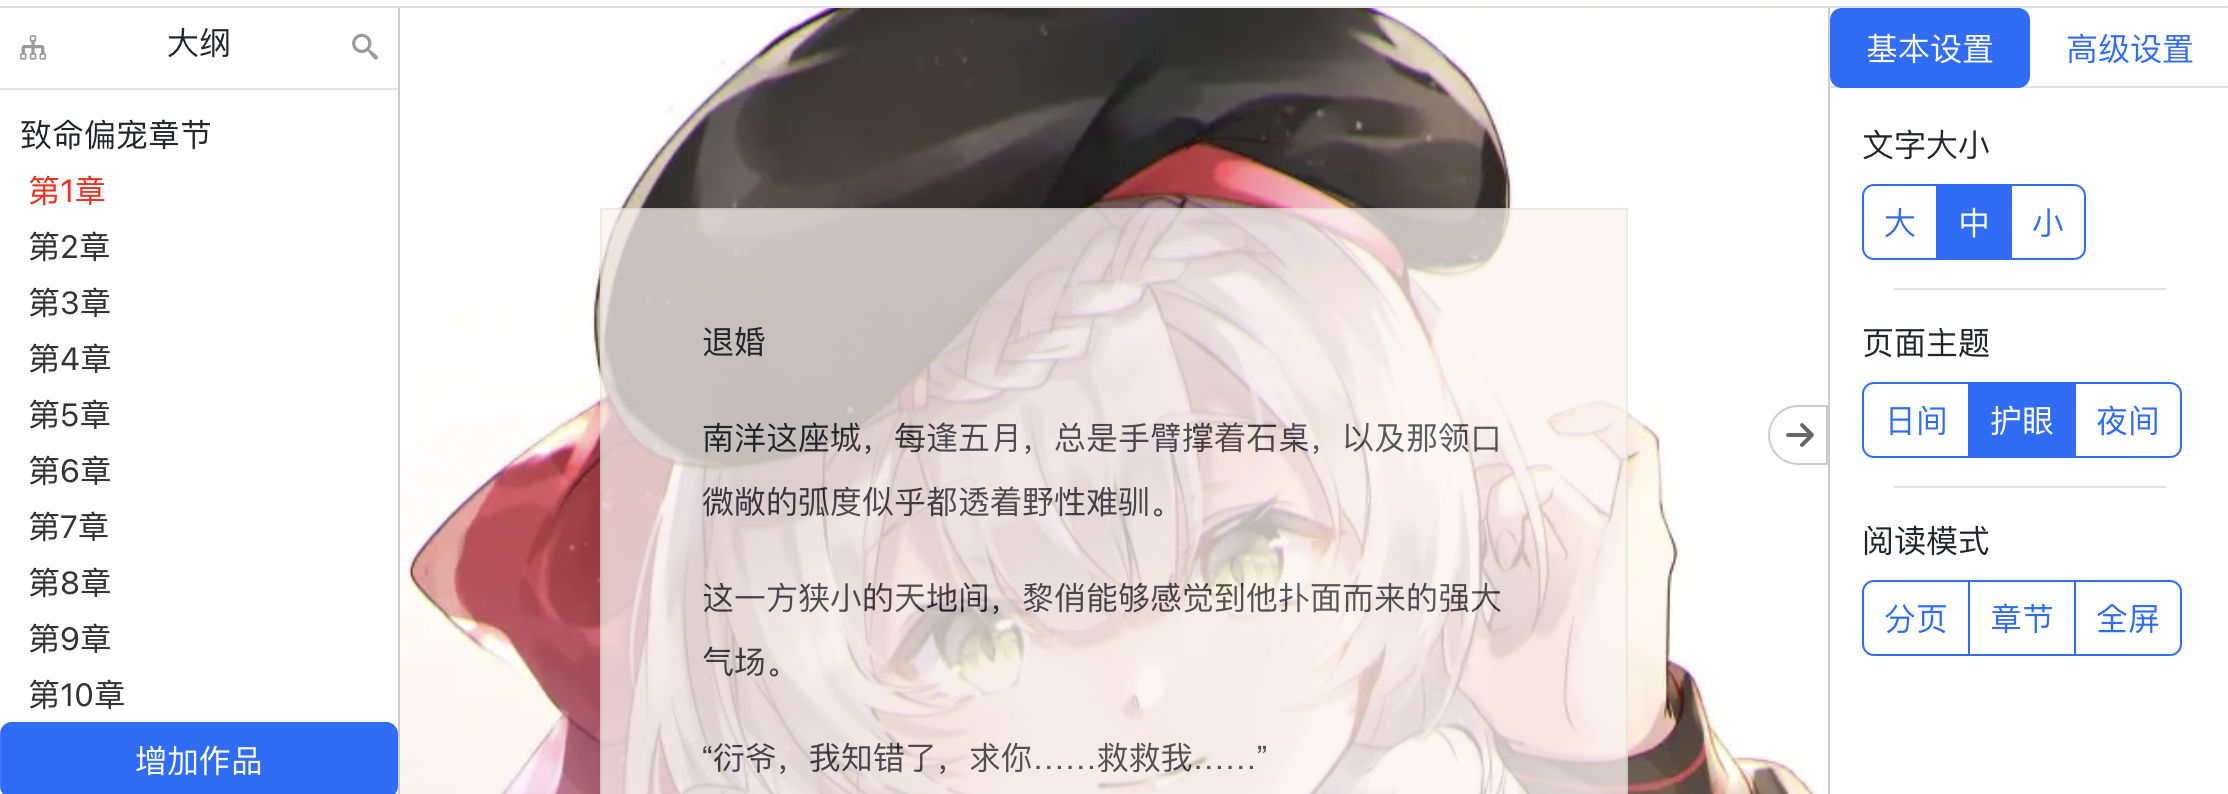 大纲
致命偏宠章节
第1章
第2章
第3章
第4章
第5章
第6章
第7章
第8章
第9章
第10章
增加作品
退婚
南洋这座城，每逢五月，总是手臂撑着石桌，以及那领口
微敞的弧度似乎都透着野性难驯。
这一方狭小的天地间，黎俏能够感觉到他扑面而来的强大
气场。
“衍爷，我知错了，求你……救救我……”
基本设置 高级设置
文字大小
大 中 小
页面主题
日间 护眼 夜间
阅读模式
分页 章节 全屏